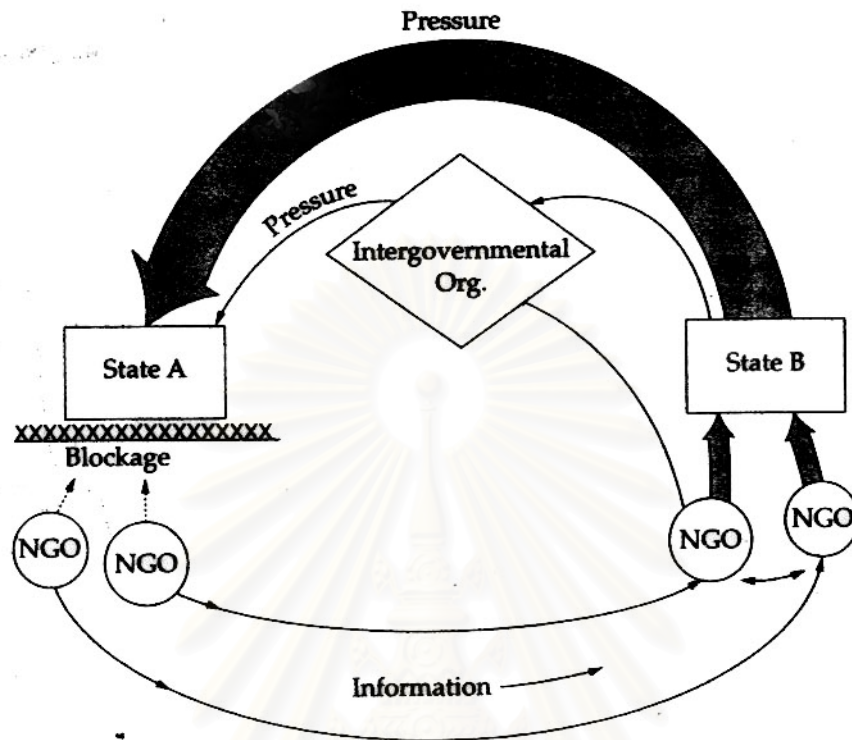 Pressure
Pressure
Intergovernmental
Org.
State A
State B
XXXXXXXXXXXXXXXXXX
Blockage
NGO
NGO
NGO
NGO
Information